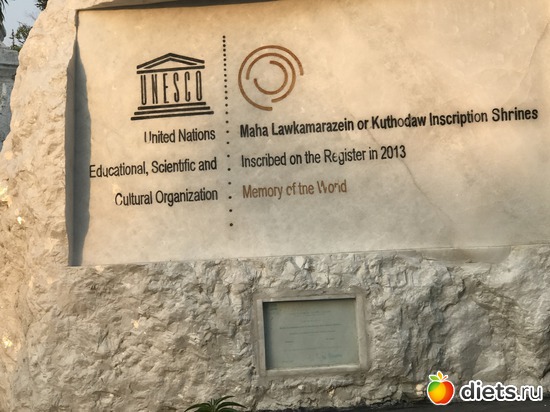 UNESCO
United Nations
Educational, Scientific and
Cultural Organization
Maha Lawkamarazein or Kuthodaw Inscription Shrines
Inscribed on the Register in 2013
Memory of the World
diets.ru